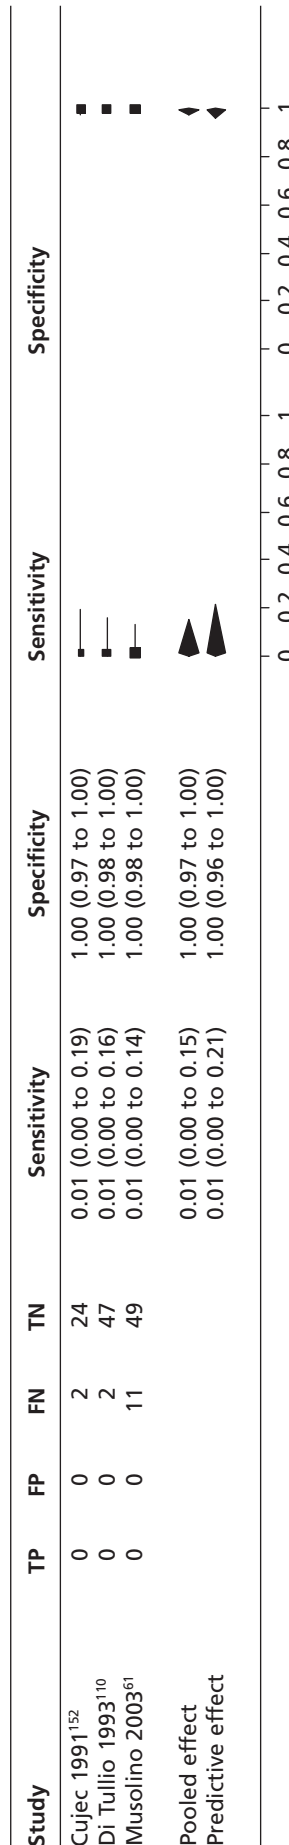 Study TP FP FN TN Sensitivity Specificity Sensitivity Specificity
Cujec 1991¹⁵² 0 0 2 24 0.01 (0.00 to 0.19) 1.00 (0.97 to 1.00)
Di Tullio 1993¹¹⁰ 0 0 2 47 0.01 (0.00 to 0.16) 1.00 (0.98 to 1.00)
Musolino 2003⁶¹ 0 0 11 49 0.01 (0.00 to 0.14) 1.00 (0.98 to 1.00)
Pooled effect 0.01 (0.00 to 0.15) 1.00 (0.97 to 1.00)
Predictive effect 0.01 (0.00 to 0.21) 1.00 (0.96 to 1.00)
0 0.2 0.4 0.6 0.8 1 0 0.2 0.4 0.6 0.8 1